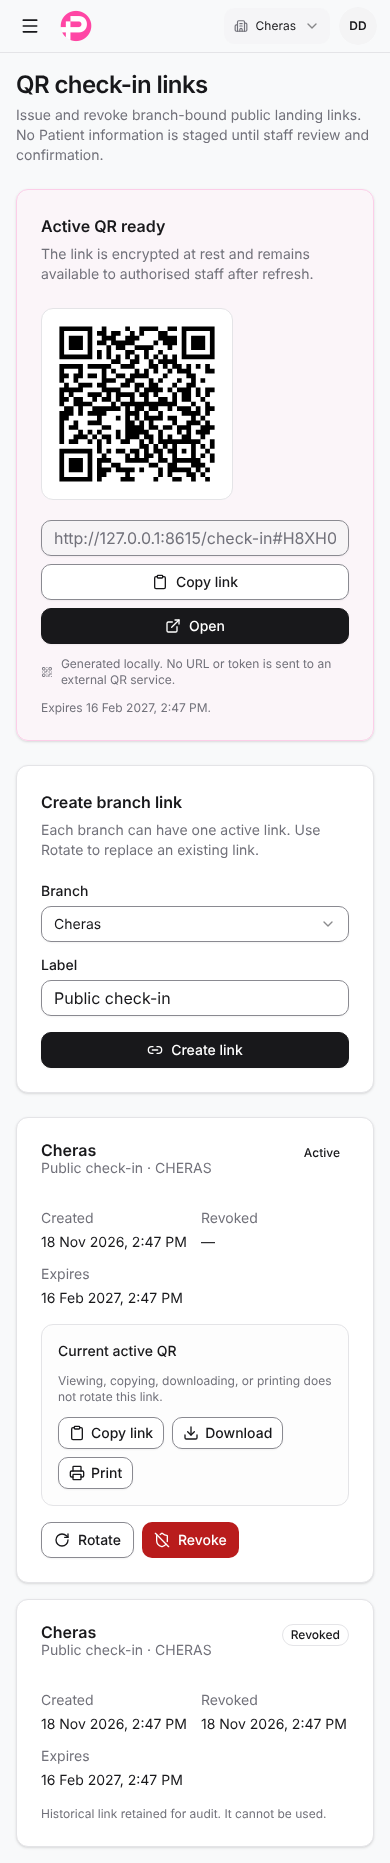 Cheras
DD
QR check-in links
Issue and revoke branch-bound public landing links.
No Patient information is staged until staff review and
confirmation.
Active QR ready
The link is encrypted at rest and remains
available to authorised staff after refresh.
http://127.0.0.1:8615/check-in#H8XH0
Copy link
Open
Generated locally. No URL or token is sent to an
external QR service.
Expires 16 Feb 2027, 2:47 PM.
Create branch link
Each branch can have one active link. Use
Rotate to replace an existing link.
Branch
Cheras
Label
Public check-in
Create link
Cheras
Active
Public check-in · CHERAS
Created
Revoked
18 Nov 2026, 2:47 PM
—
Expires
16 Feb 2027, 2:47 PM
Current active QR
Viewing, copying, downloading, or printing does
not rotate this link.
Copy link
Download
Print
Rotate
Revoke
Cheras
Revoked
Public check-in · CHERAS
Created
Revoked
18 Nov 2026, 2:47 PM
18 Nov 2026, 2:47 PM
Expires
16 Feb 2027, 2:47 PM
Historical link retained for audit. It cannot be used.